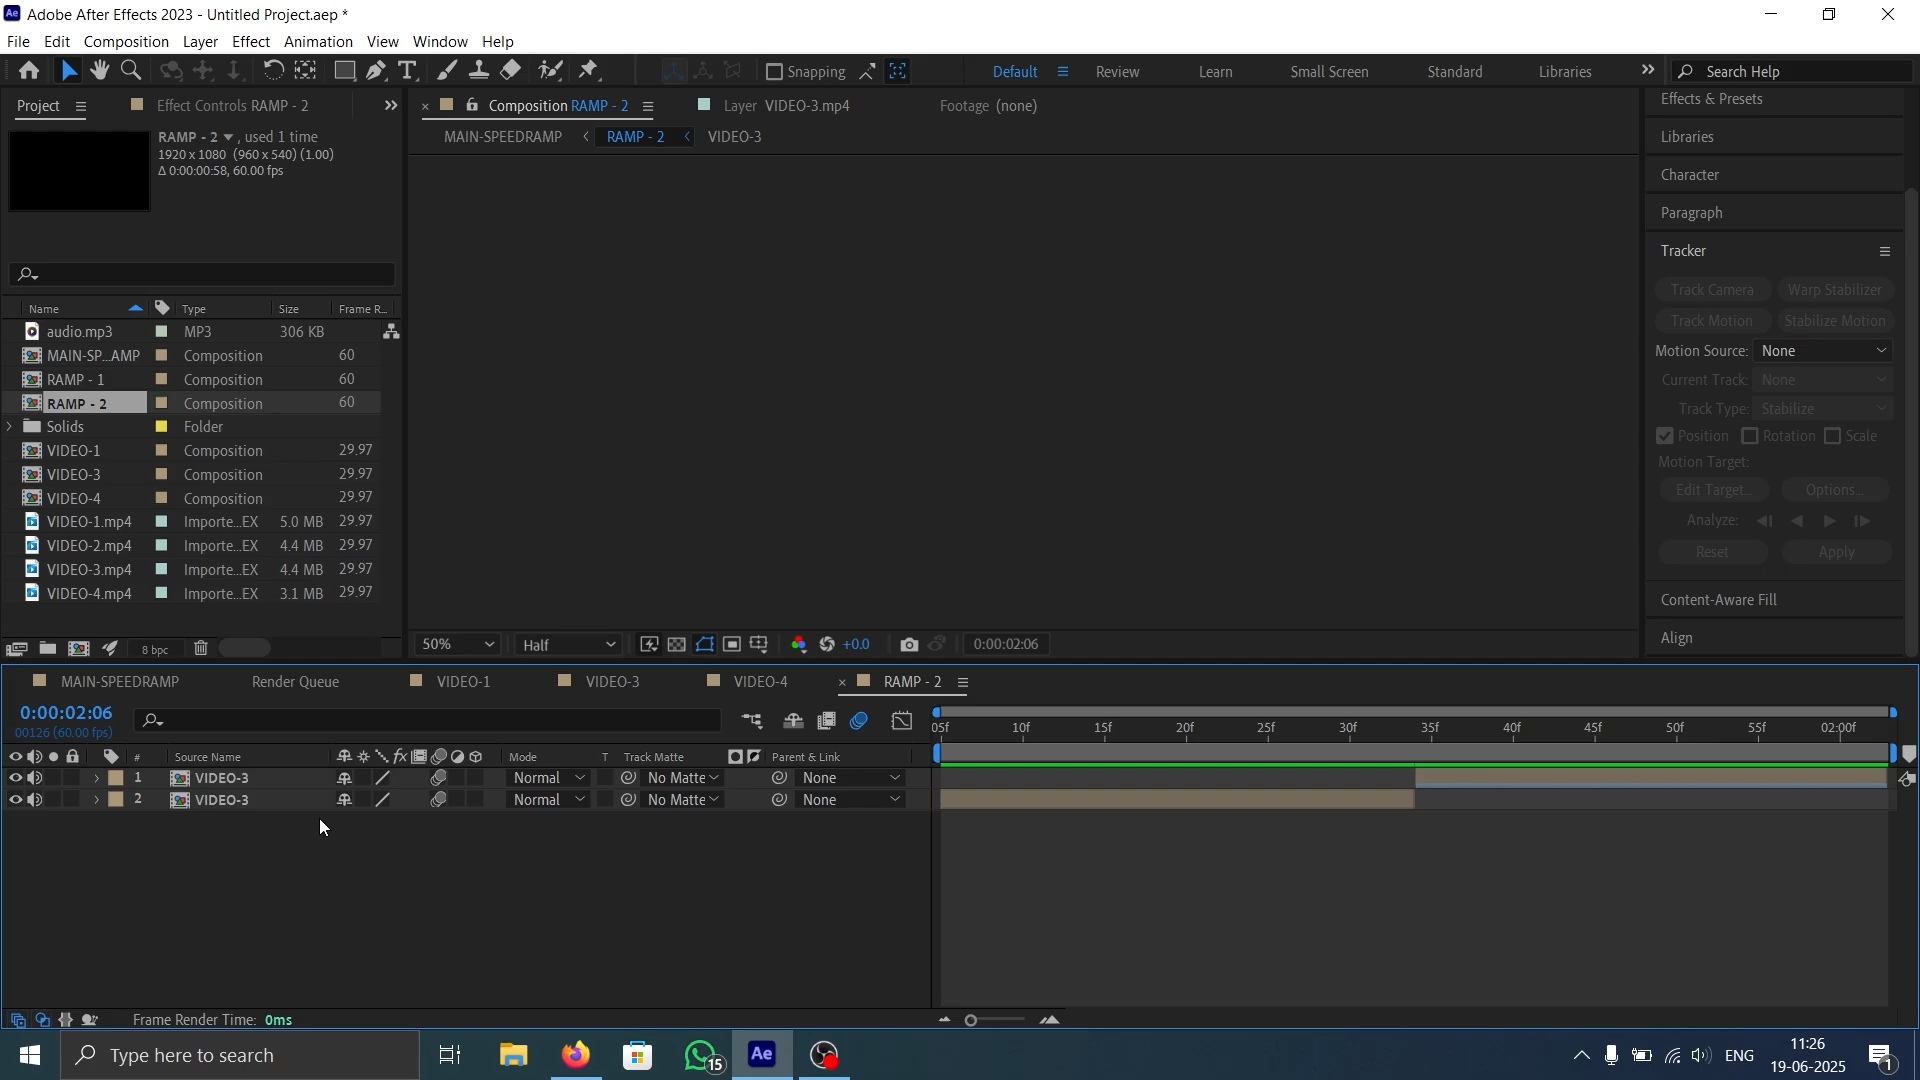 Adobe After Effects 2023 - Untitled Project.aep *
File Edit Composition Layer Effect Animation View Window Help
Snapping
Default Review Learn Small Screen Standard Libraries
Search Help
Project
Effect Controls RAMP - 2
Composition RAMP - 2
Layer VIDEO-3.mp4
Footage (none)
MAIN-SPEEDRAMP RAMP - 2 VIDEO-3
RAMP - 2 , used 1 time
1920 x 1080 (960 x 540) (1.00)
Δ 0:00:00:58, 60.00 fps
Name Type Size Frame R...
audio.mp3 MP3 306 KB
MAIN-SP...AMP Composition 60
RAMP - 1 Composition 60
RAMP - 2 Composition 60
Solids Folder
VIDEO-1 Composition 29.97
VIDEO-3 Composition 29.97
VIDEO-4 Composition 29.97
VIDEO-1.mp4 Importe...EX 5.0 MB 29.97
VIDEO-2.mp4 Importe...EX 4.4 MB 29.97
VIDEO-3.mp4 Importe...EX 4.4 MB 29.97
VIDEO-4.mp4 Importe...EX 3.1 MB 29.97
8 bpc
50% Half +0.0 0:00:02:06
Effects & Presets
Libraries
Character
Paragraph
Tracker
Track Camera Warp Stabilizer
Track Motion Stabilize Motion
Motion Source: None
Current Track: None
Track Type: Stabilize
Position Rotation Scale
Motion Target:
Edit Target... Options...
Analyze:
Reset Apply
Content-Aware Fill
Align
MAIN-SPEEDRAMP Render Queue VIDEO-1 VIDEO-3 VIDEO-4 RAMP - 2
0:00:02:06
00126 (60.00 fps)
05f 10f 15f 20f 25f 30f 35f 40f 45f 50f 55f 02:00f
# Source Name fx Mode T Track Matte Parent & Link
1 VIDEO-3 Normal No Matte None
2 VIDEO-3 Normal No Matte None
Frame Render Time: 0ms
Type here to search
15
Ae
ENG
11:26
19-06-2025
1